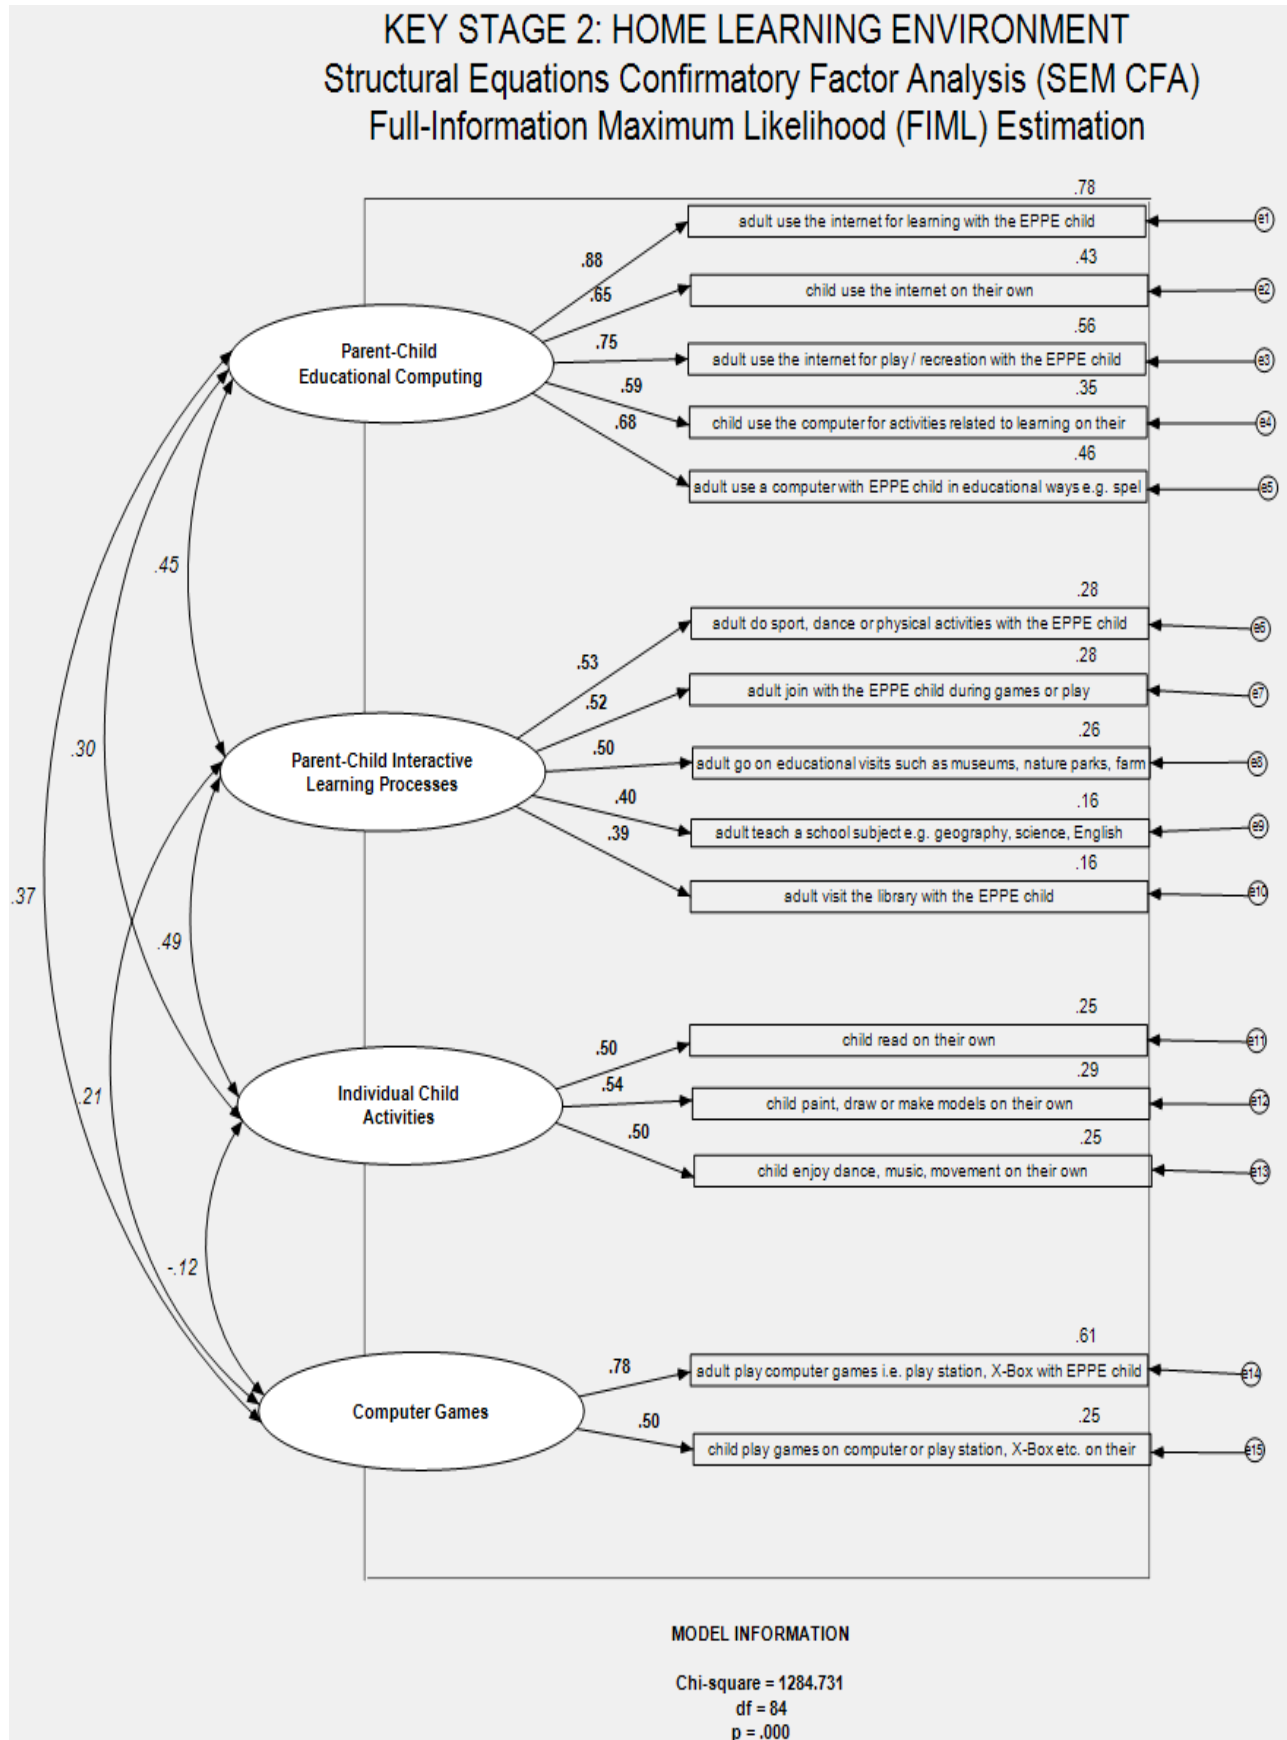 KEY STAGE 2: HOME LEARNING ENVIRONMENT
Structural Equations Confirmatory Factor Analysis (SEM CFA)
Full-Information Maximum Likelihood (FIML) Estimation
.78
adult use the internet for learning with the EPPE child
e1
.88
.43
child use the internet on their own
e2
.65
.56
adult use the internet for play / recreation with the EPPE child
e3
.75
Parent-Child
Educational Computing
.35
child use the computer for activities related to learning on their
e4
.59
.46
adult use a computer with EPPE child in educational ways e.g. spel
e5
.68
.45
.28
adult do sport, dance or physical activities with the EPPE child
e6
.53
.28
adult join with the EPPE child during games or play
e7
.52
.26
adult go on educational visits such as museums, nature parks, farm
e8
.50
Parent-Child Interactive
Learning Processes
.30
.16
adult teach a school subject e.g. geography, science, English
e9
.40
.16
adult visit the library with the EPPE child
e10
.39
.37
.49
.25
child read on their own
e11
.50
.29
child paint, draw or make models on their own
e12
.54
Individual Child
Activities
.21
.25
child enjoy dance, music, movement on their own
e13
.50
-.12
.61
adult play computer games i.e. play station, X-Box with EPPE child
e14
.78
Computer Games
.25
child play games on computer or play station, X-Box etc. on their
e15
.50
MODEL INFORMATION
Chi-square = 1284.731
df = 84
p = .000